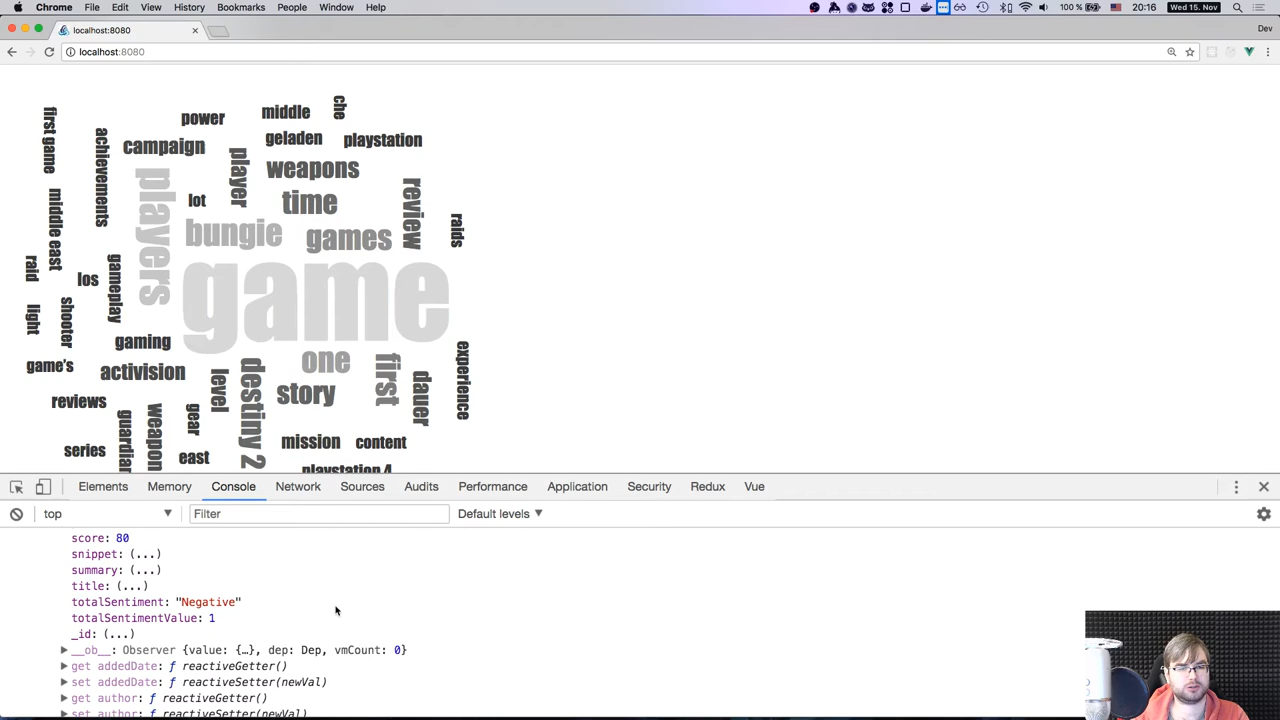 Chrome File Edit View History Bookmarks People Window Help 100 % Wed 15. Nov 20:16
localhost:8080 Dev
localhost:8080
power
middle
che
first game
achievements
campaign
geladen
playstation
player
weapons
players
lot
time
review
middle east
bungie
games
raids
raid
los
gameplay
game
light
shooter
gaming
game's
activision
one
first
experience
reviews
level
destiny 2
story
dauer
guardian
weapon
gear
series
east
mission
content
playstation 4
Elements Console Memory Network Sources Audits Performance Application Security Redux Vue
top Filter Default levels
score: 80
snippet: (...)
summary: (...)
title: (...)
totalSentiment: "Negative"
totalSentimentValue: 1
_id: (...)
__ob__: Observer {value: {…}, dep: Dep, vmCount: 0}
get addedDate: ƒ reactiveGetter()
set addedDate: ƒ reactiveSetter(newVal)
get author: ƒ reactiveGetter()
set author: ƒ reactiveSetter(newVal)